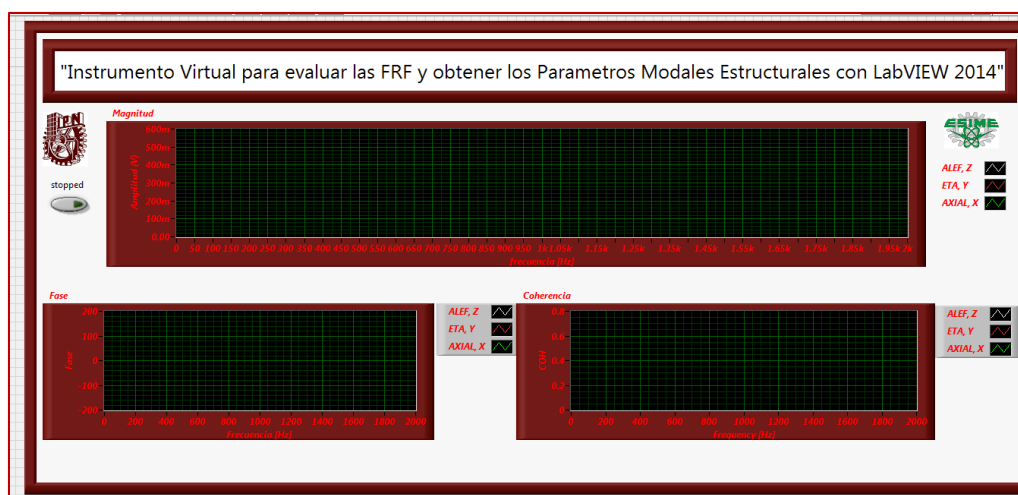 "Instrumento Virtual para evaluar las FRF y obtener los Parametros Modales Estructurales con LabVIEW 2014"
IPN
stopped
Magnitud
Amplitud (V)
600m
500m
400m
300m
200m
100m
0.00
0 50 100 150 200 250 300 350 400 450 500 550 600 650 700 750 800 850 900 950 1k 1.05k 1.15k 1.25k 1.35k 1.45k 1.55k 1.65k 1.75k 1.85k 1.95k 2k
frecuencia [Hz]
ESIME
ALEF, Z
ETA, Y
AXIAL, X
Fase
Fase
200
100
0
-100
-200
0 200 400 600 800 1000 1200 1400 1600 1800 2000
Frecuencia [Hz]
ALEF, Z
ETA, Y
AXIAL, X
Coherencia
COH
0.8
0.6
0.4
0.2
0
0 200 400 600 800 1000 1200 1400 1600 1800 2000
Frequency [Hz]
ALEF, Z
ETA, Y
AXIAL, X